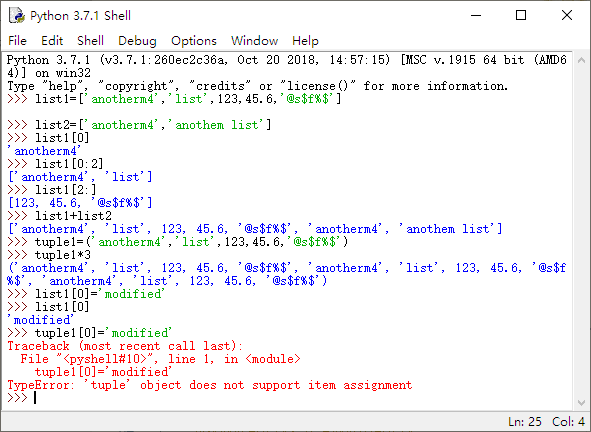 Python 3.7.1 Shell
File Edit Shell Debug Options Window Help
Python 3.7.1 (v3.7.1:260ec2c36a, Oct 20 2018, 14:57:15) [MSC v.1915 64 bit (AMD6
4)] on win32
Type "help", "copyright", "credits" or "license()" for more information.
>>> list1=['anotherm4','list',123,45.6,'@s$f%$']
>>> list2=['anotherm4','anothem list']
>>> list1[0]
'anotherm4'
>>> list1[0:2]
['anotherm4', 'list']
>>> list1[2:]
[123, 45.6, '@s$f%$']
>>> list1+list2
['anotherm4', 'list', 123, 45.6, '@s$f%$', 'anotherm4', 'anothem list']
>>> tuple1=('anotherm4','list',123,45.6,'@s$f%$')
>>> tuple1*3
('anotherm4', 'list', 123, 45.6, '@s$f%$', 'anotherm4', 'list', 123, 45.6, '@s$f
%$', 'anotherm4', 'list', 123, 45.6, '@s$f%$')
>>> list1[0]='modified'
>>> list1[0]
'modified'
>>> tuple1[0]='modified'
Traceback (most recent call last):
  File "<pyshell#10>", line 1, in <module>
    tuple1[0]='modified'
TypeError: 'tuple' object does not support item assignment
>>>
Ln: 25 Col: 4